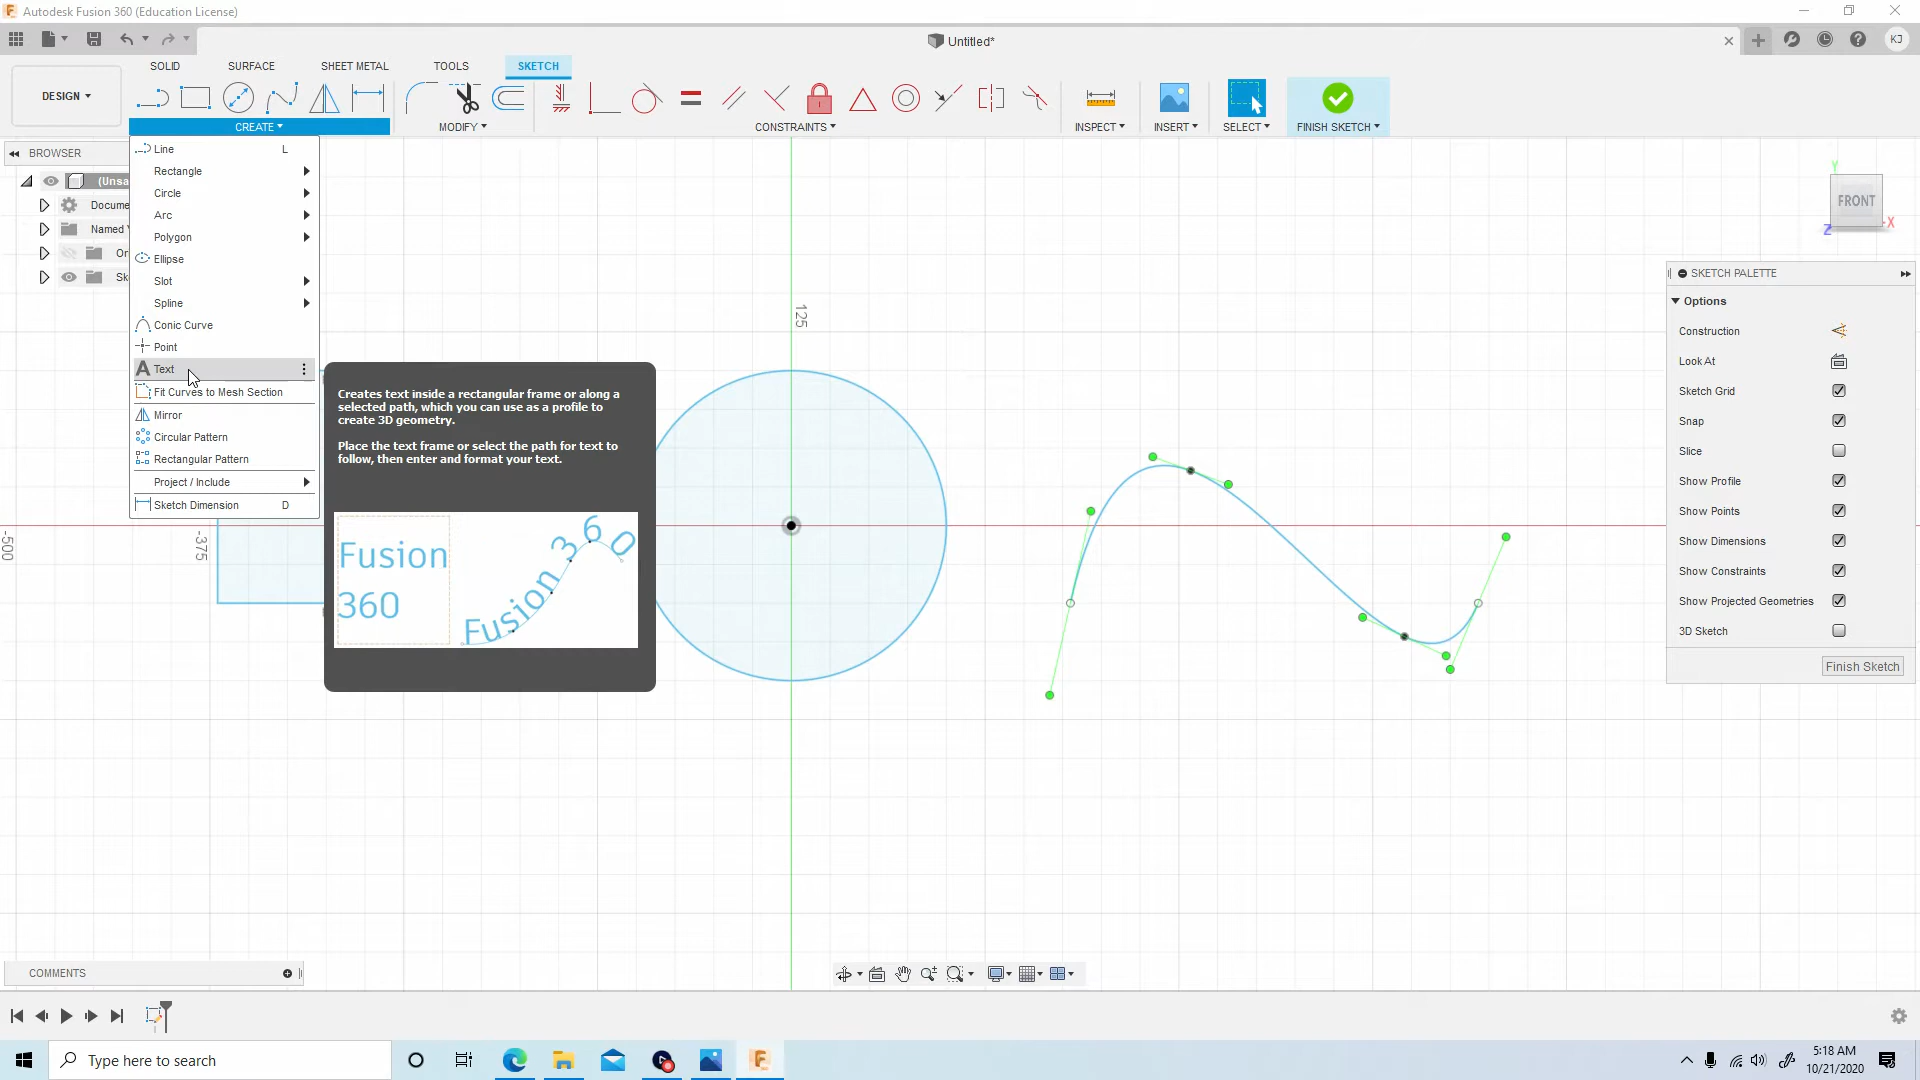 Autodesk Fusion 360 (Education License)
Untitled*
KJ
SOLID
SURFACE
SHEET METAL
TOOLS
SKETCH
DESIGN
CREATE
MODIFY
CONSTRAINTS
INSPECT
INSERT
SELECT
FINISH SKETCH
BROWSER
(Unsa
Docume
Named V
Or
Sk
Line L
Rectangle
Circle
Arc
Polygon
Ellipse
Slot
Spline
Conic Curve
Point
Text
Fit Curves to Mesh Section
Mirror
Circular Pattern
Rectangular Pattern
Project / Include
Sketch Dimension D
Creates text inside a rectangular frame or along a
selected path, which you can use as a profile to
create 3D geometry.
Place the text frame or select the path for text to
follow, then enter and format your text.
Fusion
360
Fusion 360
125
-500
-375
Y
FRONT
X
Z
SKETCH PALETTE
Options
Construction
Look At
Sketch Grid
Snap
Slice
Show Profile
Show Points
Show Dimensions
Show Constraints
Show Projected Geometries
3D Sketch
Finish Sketch
COMMENTS
Type here to search
5:18 AM
10/21/2020